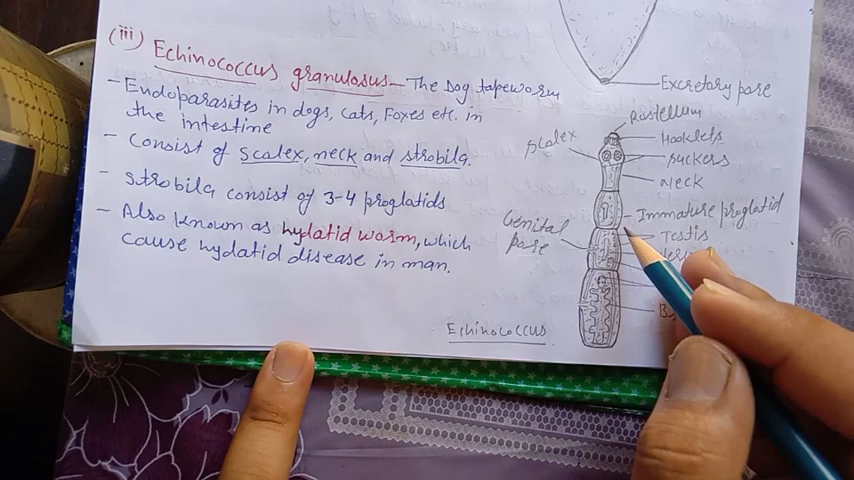 (iii) Echinococcus granulosus – The Dog tapeworm
– Endoparasites in dogs, cats, Foxes etc. in
the intestine
– Consist of scalex, neck and strobila.
– Strobila consist of 3-4 proglatids
– Also known as hydatid worm, which
cause hydatid disease in man.
Excretory pore
Rostellum
Hooklets
scalex
suckers
Neck
Immature proglatid
Genital
pore
Testis
Echinococcus